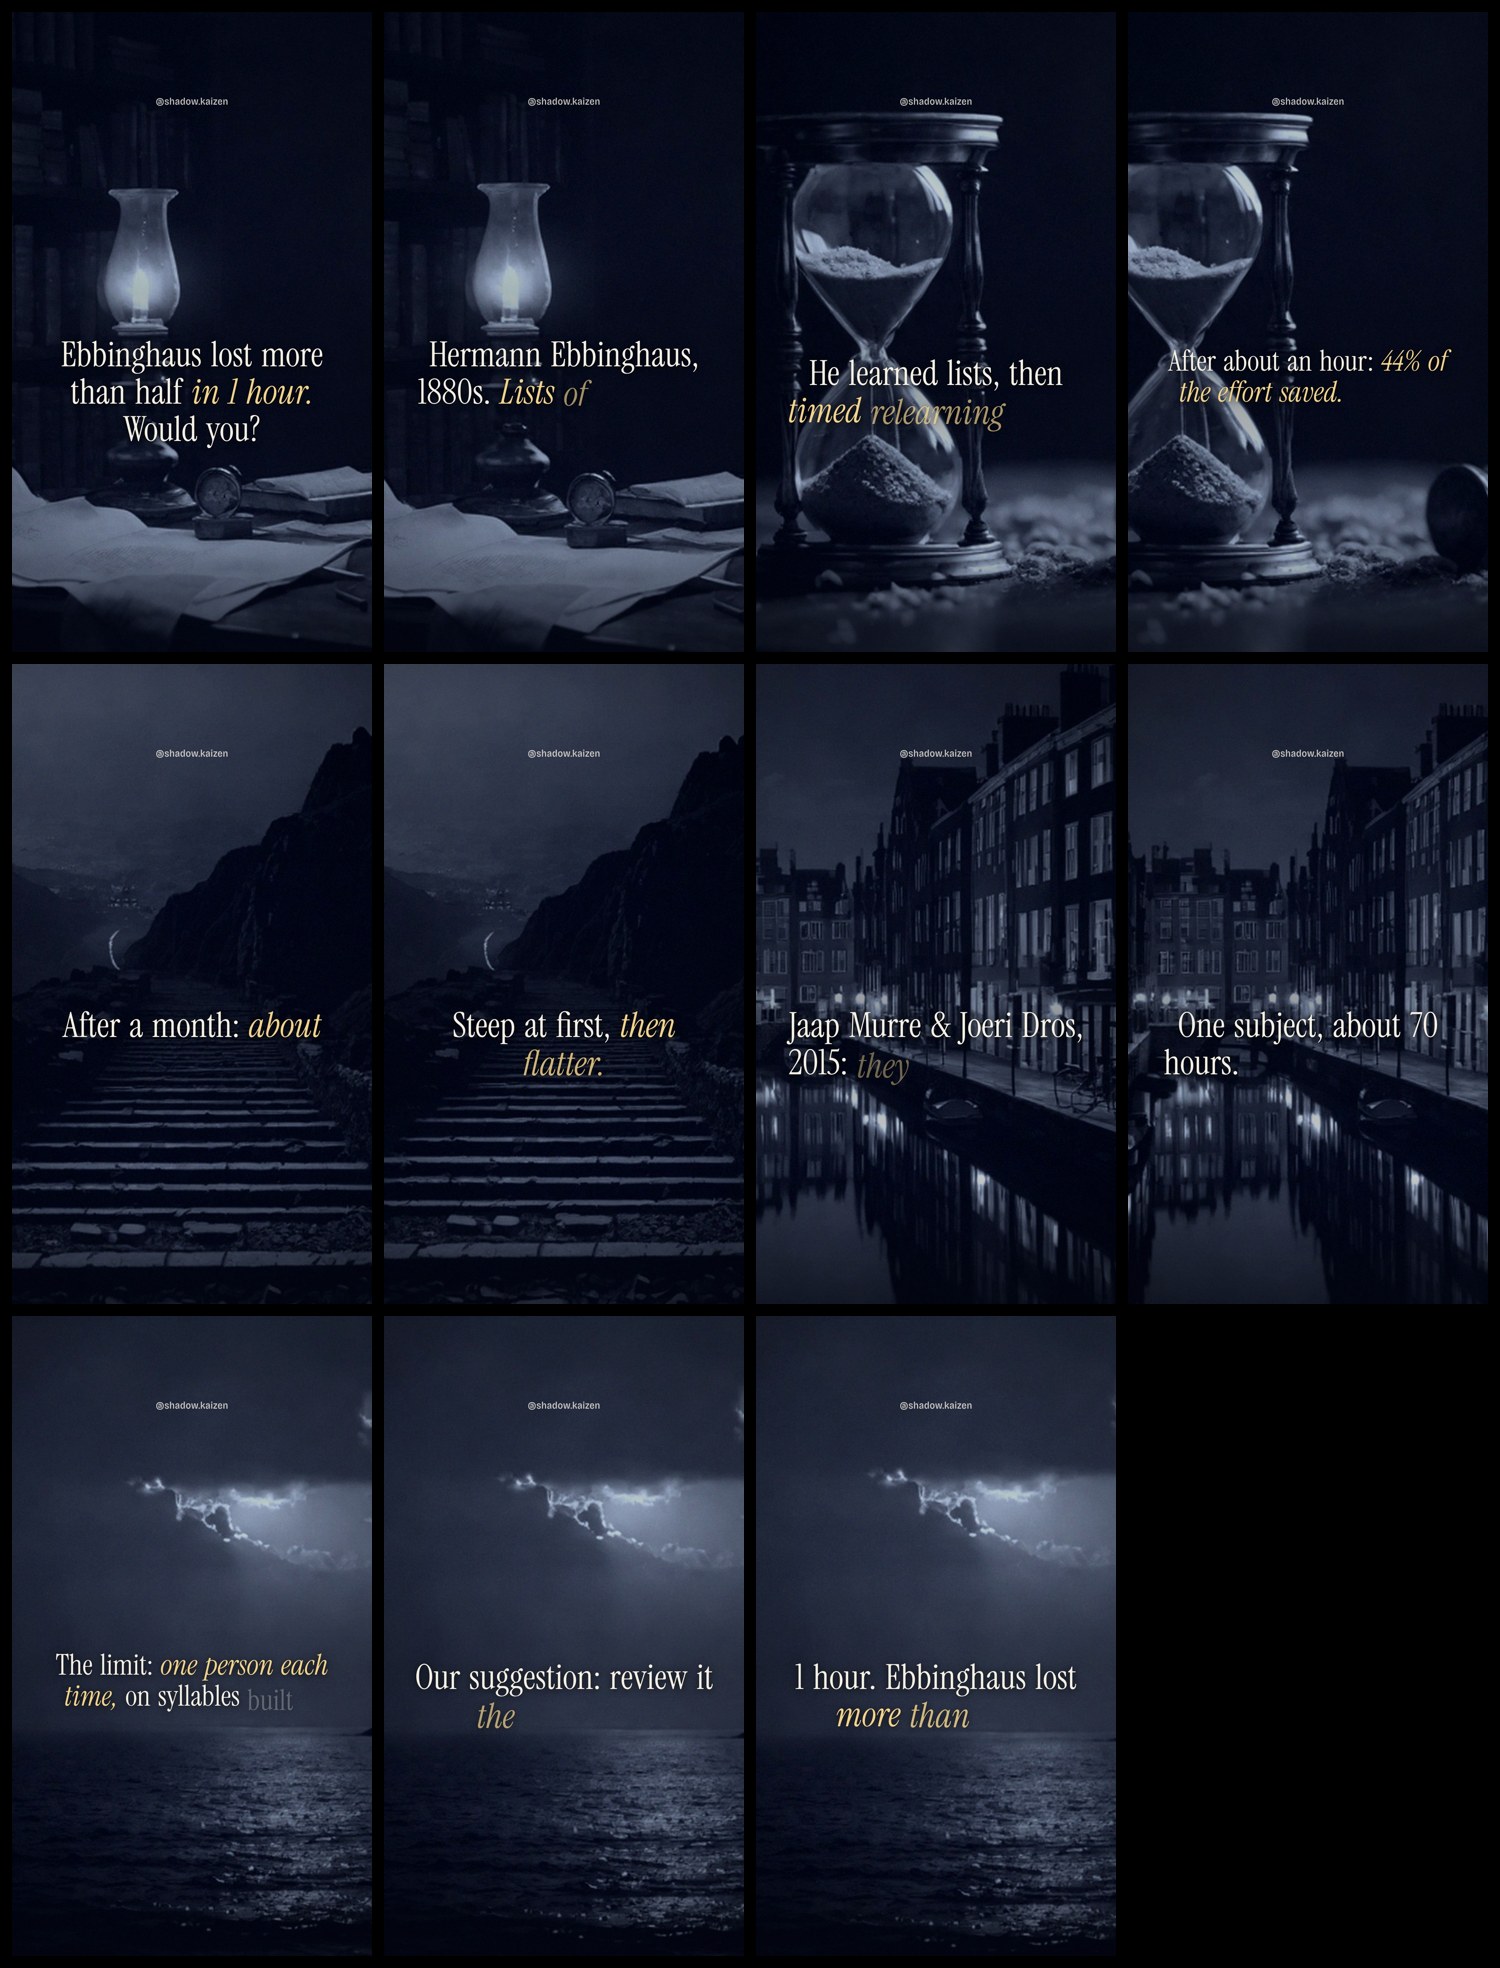 @shadow.kaizen
Ebbinghaus lost more
than half in 1 hour.
Would you?
@shadow.kaizen
Hermann Ebbinghaus,
1880s. Lists of
@shadow.kaizen
He learned lists, then
timed relearning
@shadow.kaizen
After about an hour: 44% of
the effort saved.
@shadow.kaizen
After a month: about
@shadow.kaizen
Steep at first, then
flatter.
@shadow.kaizen
Jaap Murre & Joeri Dros,
2015: they
@shadow.kaizen
One subject, about 70
hours.
@shadow.kaizen
The limit: one person each
time, on syllables built
@shadow.kaizen
Our suggestion: review it
the
@shadow.kaizen
1 hour. Ebbinghaus lost
more than